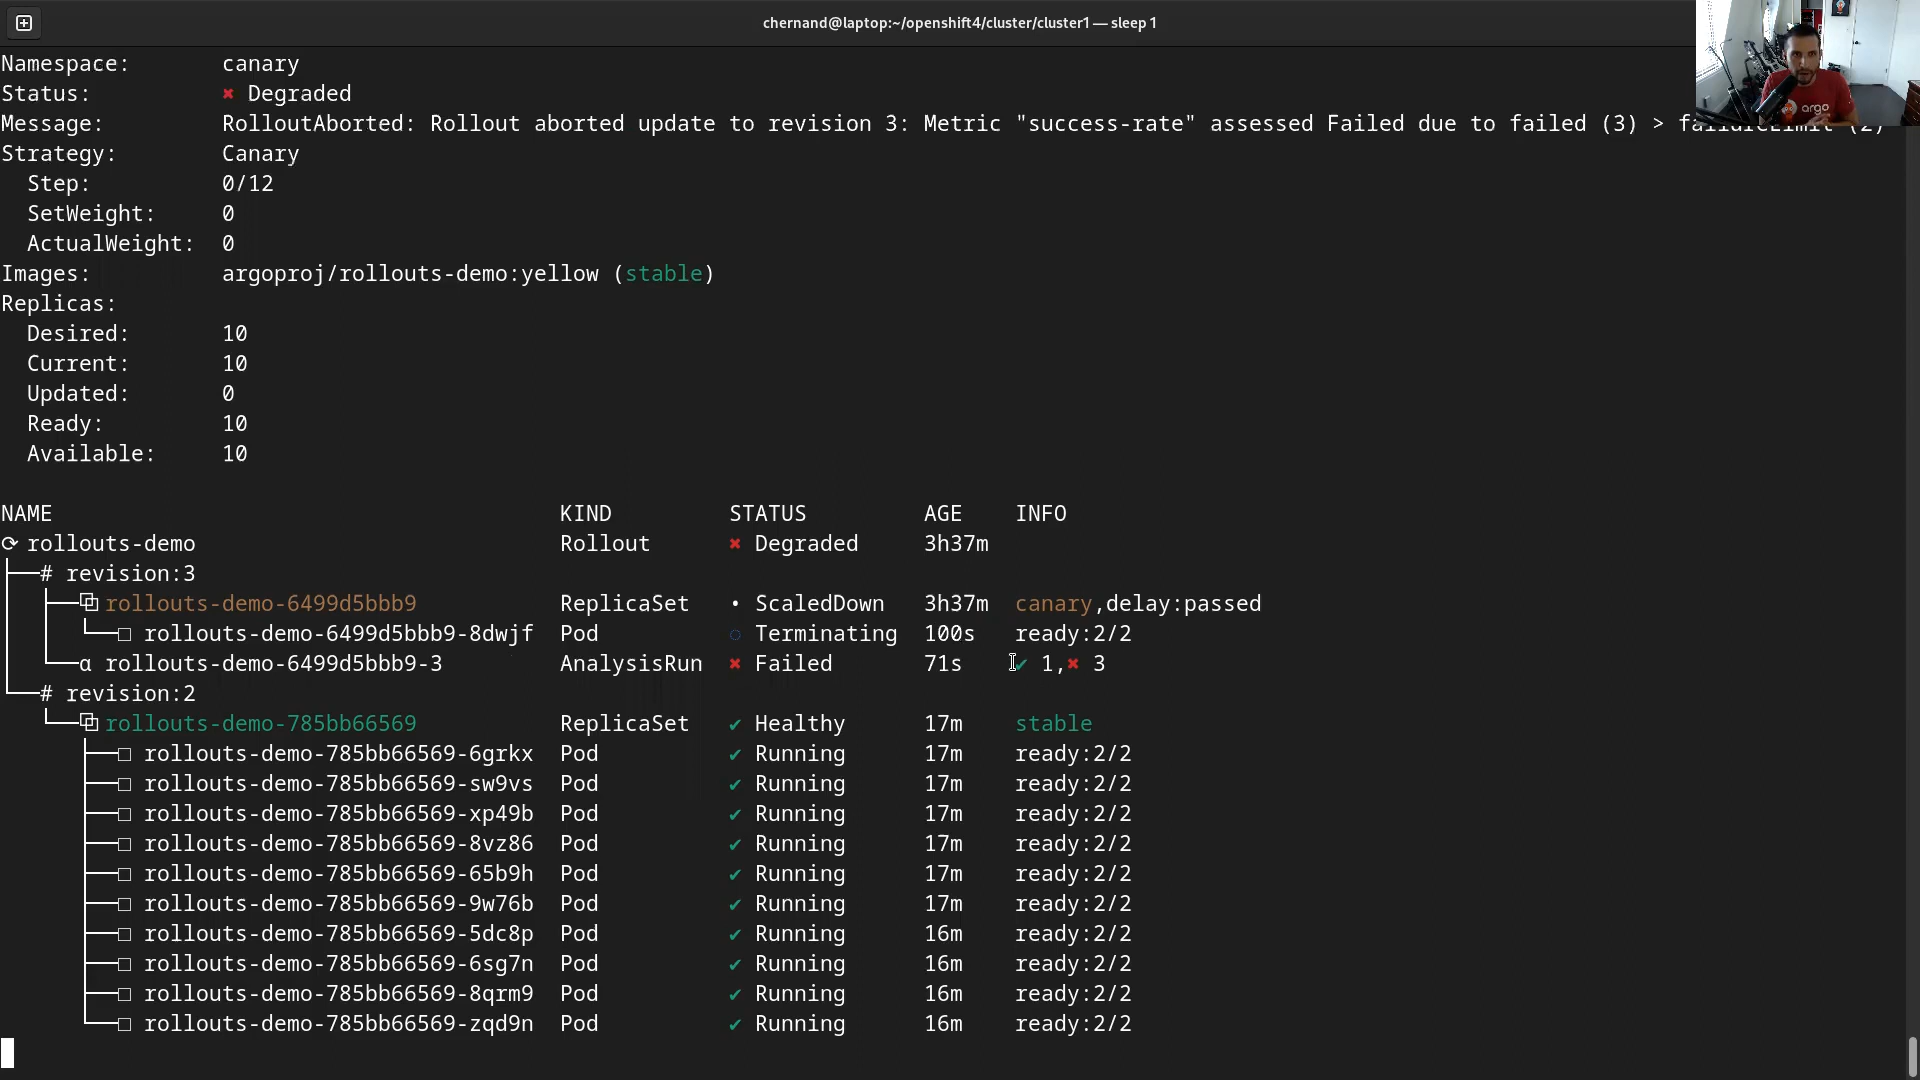 chernand@laptop:~/openshift4/cluster/cluster1 — sleep 1
Namespace: canary
Status: ✖ Degraded
Message: RolloutAborted: Rollout aborted update to revision 3: Metric "success-rate" assessed Failed due to failed (3) > failureLimit (2)
Strategy: Canary
Step: 0/12
SetWeight: 0
ActualWeight: 0
Images: argoproj/rollouts-demo:yellow (stable)
Replicas:
Desired: 10
Current: 10
Updated: 0
Ready: 10
Available: 10
NAME KIND STATUS AGE INFO
⟳ rollouts-demo Rollout ✖ Degraded 3h37m
├──# revision:3
│ ├──⧉ rollouts-demo-6499d5bbb9 ReplicaSet • ScaledDown 3h37m canary,delay:passed
│ │ └──□ rollouts-demo-6499d5bbb9-8dwjf Pod ◌ Terminating 100s ready:2/2
│ └──α rollouts-demo-6499d5bbb9-3 AnalysisRun ✖ Failed 71s ✔ 1,✖ 3
└──# revision:2
└──⧉ rollouts-demo-785bb66569 ReplicaSet ✔ Healthy 17m stable
├──□ rollouts-demo-785bb66569-6grkx Pod ✔ Running 17m ready:2/2
├──□ rollouts-demo-785bb66569-sw9vs Pod ✔ Running 17m ready:2/2
├──□ rollouts-demo-785bb66569-xp49b Pod ✔ Running 17m ready:2/2
├──□ rollouts-demo-785bb66569-8vz86 Pod ✔ Running 17m ready:2/2
├──□ rollouts-demo-785bb66569-65b9h Pod ✔ Running 17m ready:2/2
├──□ rollouts-demo-785bb66569-9w76b Pod ✔ Running 17m ready:2/2
├──□ rollouts-demo-785bb66569-5dc8p Pod ✔ Running 16m ready:2/2
├──□ rollouts-demo-785bb66569-6sg7n Pod ✔ Running 16m ready:2/2
├──□ rollouts-demo-785bb66569-8qrm9 Pod ✔ Running 16m ready:2/2
└──□ rollouts-demo-785bb66569-zqd9n Pod ✔ Running 16m ready:2/2
argo